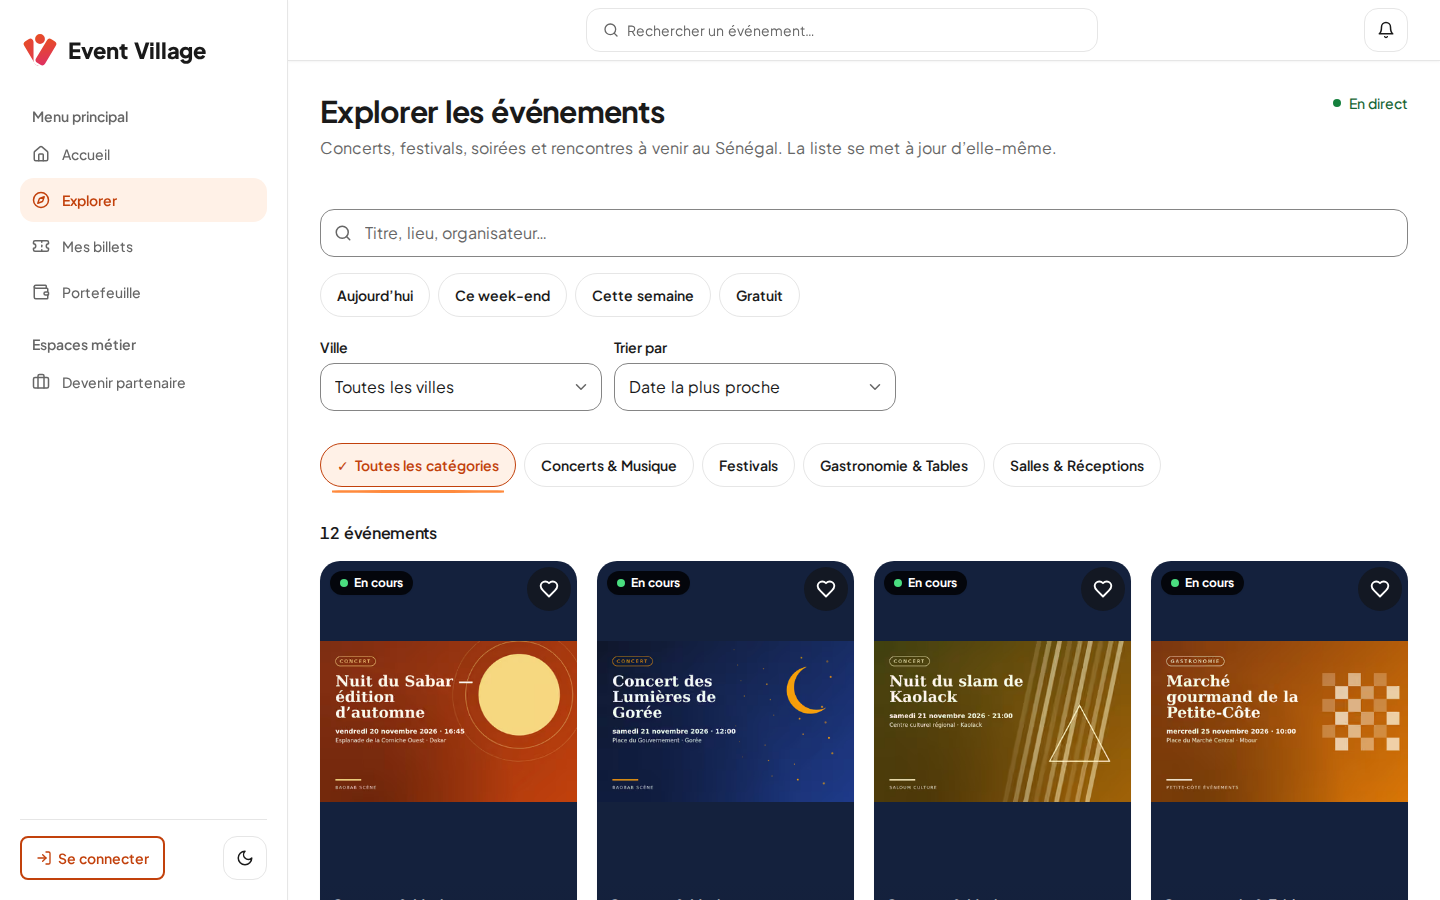 Event Village
Rechercher un événement...
Menu principal
Accueil
Explorer
Mes billets
Portefeuille
Espaces métier
Devenir partenaire
Se connecter
Explorer les événements
En direct
Concerts, festivals, soirées et rencontres à venir au Sénégal. La liste se met à jour d’elle-même.
Titre, lieu, organisateur...
Aujourd’hui
Ce week-end
Cette semaine
Gratuit
Ville
Trier par
Toutes les villes
Date la plus proche
✓ Toutes les catégories
Concerts & Musique
Festivals
Gastronomie & Tables
Salles & Réceptions
12 événements
En cours
CONCERT
Nuit du Sabar —
édition
d’automne
vendredi 20 novembre 2026 · 16:45
Esplanade de la Corniche Ouest · Dakar
BAOBAB SCÈNE
En cours
CONCERT
Concert des
Lumières de
Gorée
samedi 21 novembre 2026 · 12:00
Place du Gouvernement · Gorée
BAOBAB SCÈNE
En cours
CONCERT
Nuit du slam de
Kaolack
samedi 21 novembre 2026 · 21:00
Centre culturel régional · Kaolack
SALOUM CULTURE
En cours
GASTRONOMIE
Marché
gourmand de la
Petite-Côte
mercredi 25 novembre 2026 · 10:00
Place du Marché Central · Mbour
PETITE-CÔTE ÉVÉNEMENTS